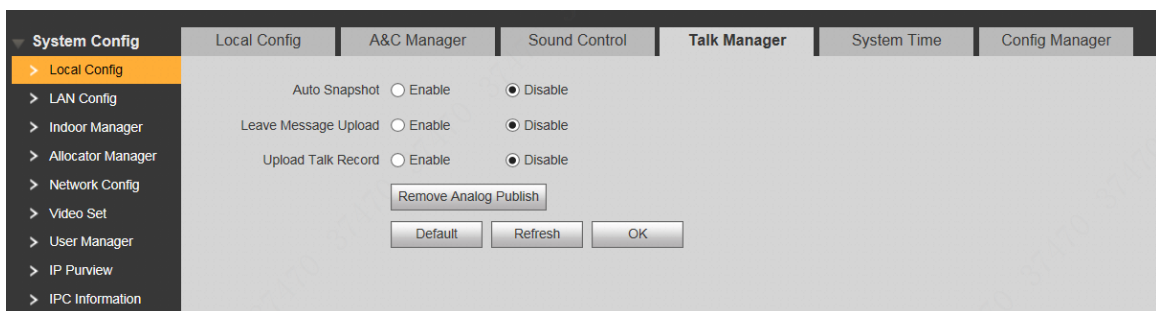 System Config
Local Config
A&C Manager
Sound Control
Talk Manager
System Time
Config Manager
Local Config
LAN Config
Indoor Manager
Allocator Manager
Network Config
Video Set
User Manager
IP Purview
IPC Information
Auto Snapshot Enable Disable
Leave Message Upload Enable Disable
Upload Talk Record Enable Disable
Remove Analog Publish
Default Refresh OK